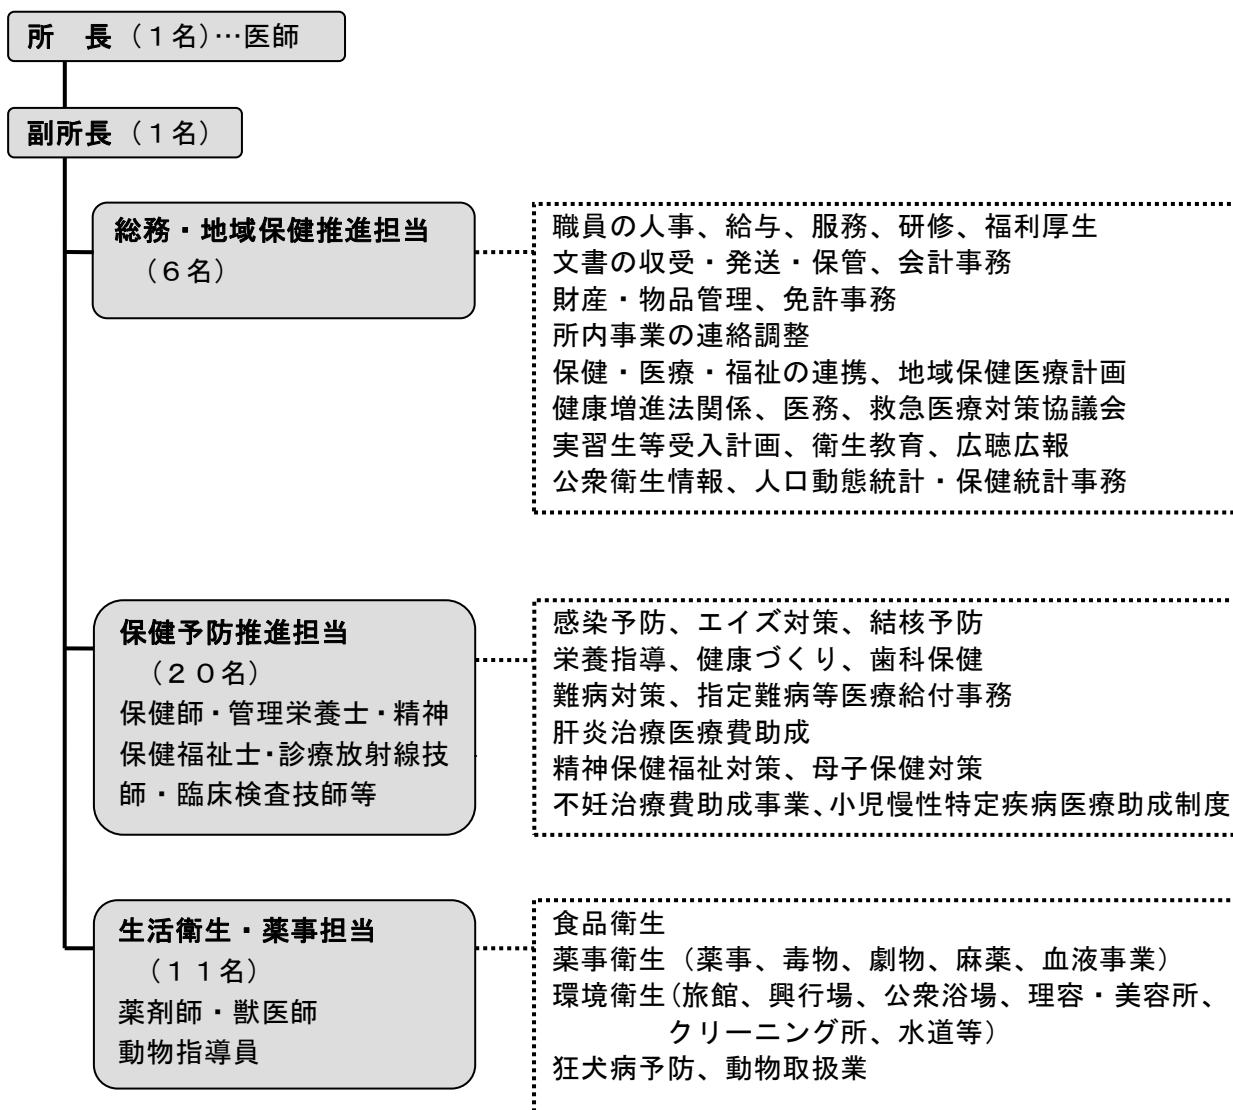 所　長（１名）…医師
副所長（１名）
総務・地域保健推進担当
（６名）
職員の人事、給与、服務、研修、福利厚生
文書の収受・発送・保管、会計事務
財産・物品管理、免許事務
所内事業の連絡調整
保健・医療・福祉の連携、地域保健医療計画
健康増進法関係、医務、救急医療対策協議会
実習生等受入計画、衛生教育、広聴広報
公衆衛生情報、人口動態統計・保健統計事務
保健予防推進担当
（２０名）
保健師・管理栄養士・精神
保健福祉士・診療放射線技
師・臨床検査技師等
感染予防、エイズ対策、結核予防
栄養指導、健康づくり、歯科保健
難病対策、指定難病等医療給付事務
肝炎治療医療費助成
精神保健福祉対策、母子保健対策
不妊治療費助成事業、小児慢性特定疾病医療助成制度
生活衛生・薬事担当
（１１名）
薬剤師・獣医師
動物指導員
食品衛生
薬事衛生（薬事、毒物、劇物、麻薬、血液事業）
環境衛生（旅館、興行場、公衆浴場、理容・美容所、
クリーニング所、水道等）
狂犬病予防、動物取扱業